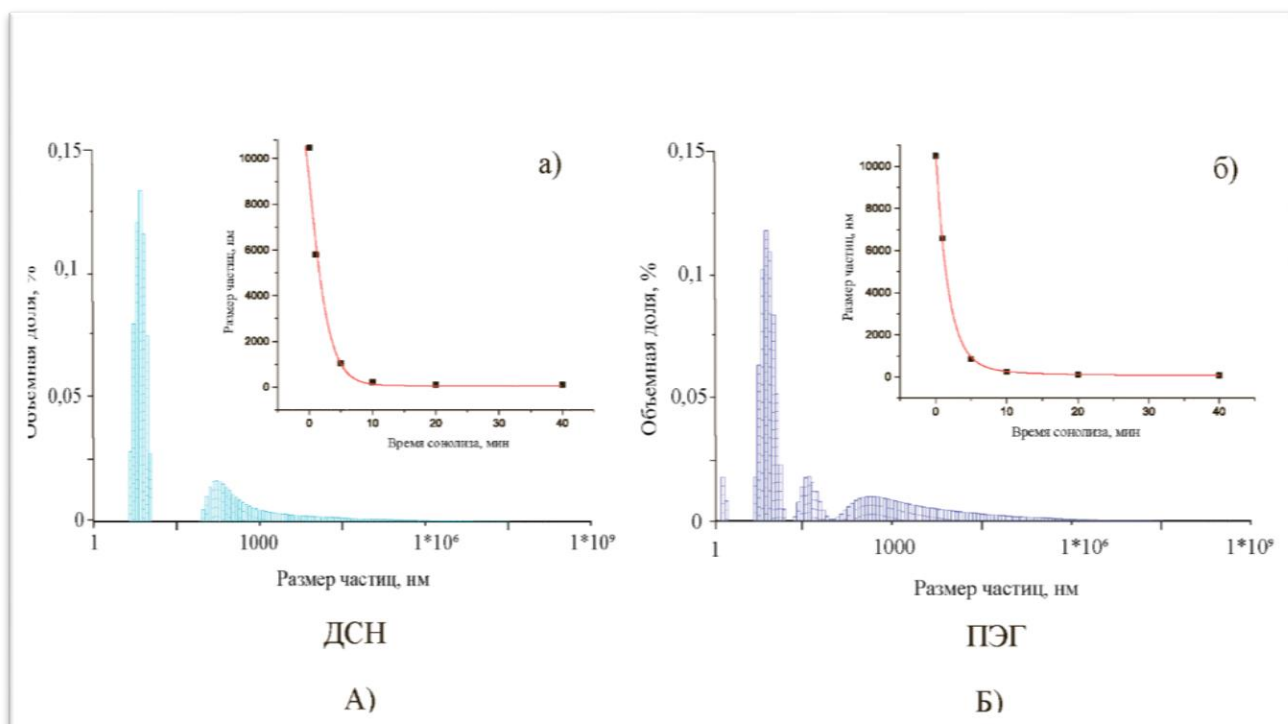 0,15
0,1
0,05
0
Объемная доля, %
1
1000
1*10⁶
1*10⁹
Размер частиц, нм
10000
8000
6000
4000
2000
0
Размер частиц, нм
0
10
20
30
40
Время сонолиза, мин
а)
ДСН
А)
0,15
0,1
0,05
0
Объемная доля, %
1
1000
1*10⁶
1*10⁹
Размер частиц, нм
10000
8000
6000
4000
2000
0
Размер частиц, нм
0
10
20
30
40
Время сонолиза, мин
б)
ПЭГ
Б)